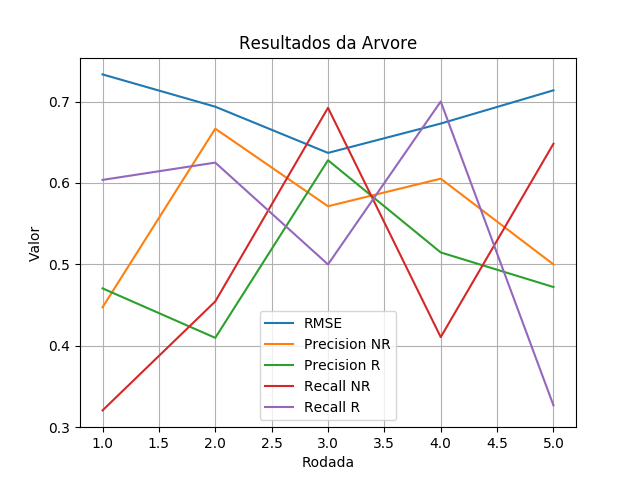 Resultados da Arvore
Valor
0.7
0.6
0.5
0.4
0.3
RMSE
Precision NR
Precision R
Recall NR
Recall R
1.0 1.5 2.0 2.5 3.0 3.5 4.0 4.5 5.0
Rodada